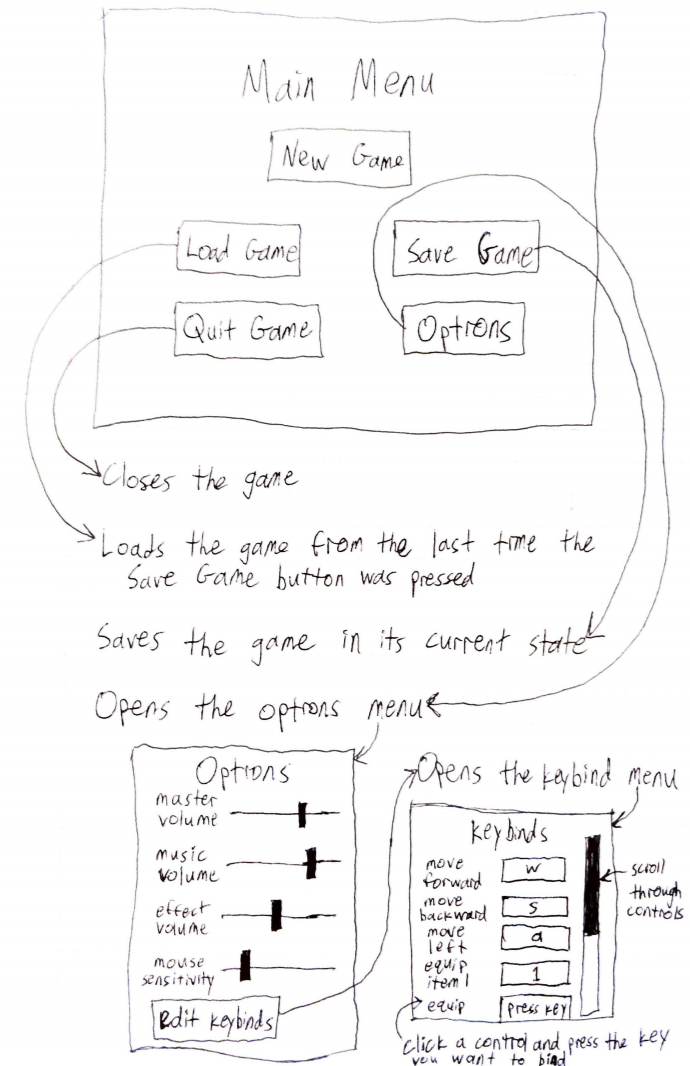 Main Menu
New Game
Load Game
Save Game
Quit Game
Options
Closes the game
Loads the game from the last time the
Save Game button was pressed
Saves the game in its current state
Opens the options menu
Options
master
volume
music
volume
effect
volume
mouse
sensitivity
Edit keybinds
Opens the keybind menu
keybinds
move
forward
w
move
backward
s
move
left
a
equip
item 1
1
equip
press key
scroll
through
controls
click a control and press the key
you want to bind